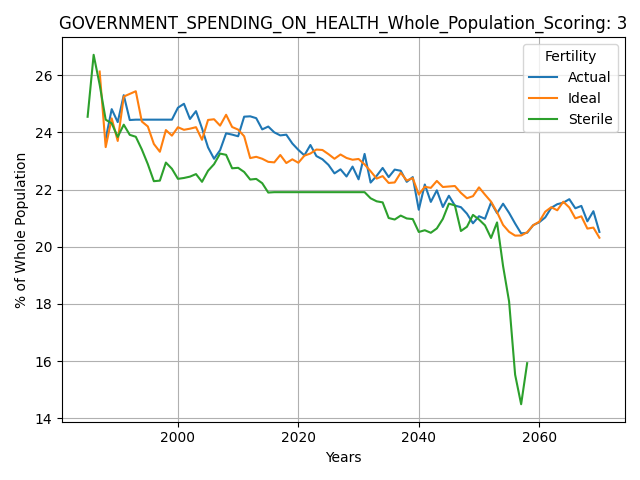 GOVERNMENT_SPENDING_ON_HEALTH_Whole_Population_Scoring: 3
Fertility
Actual
Ideal
Sterile
% of Whole Population
26
24
22
20
18
16
14
2000
2020
2040
2060
Years